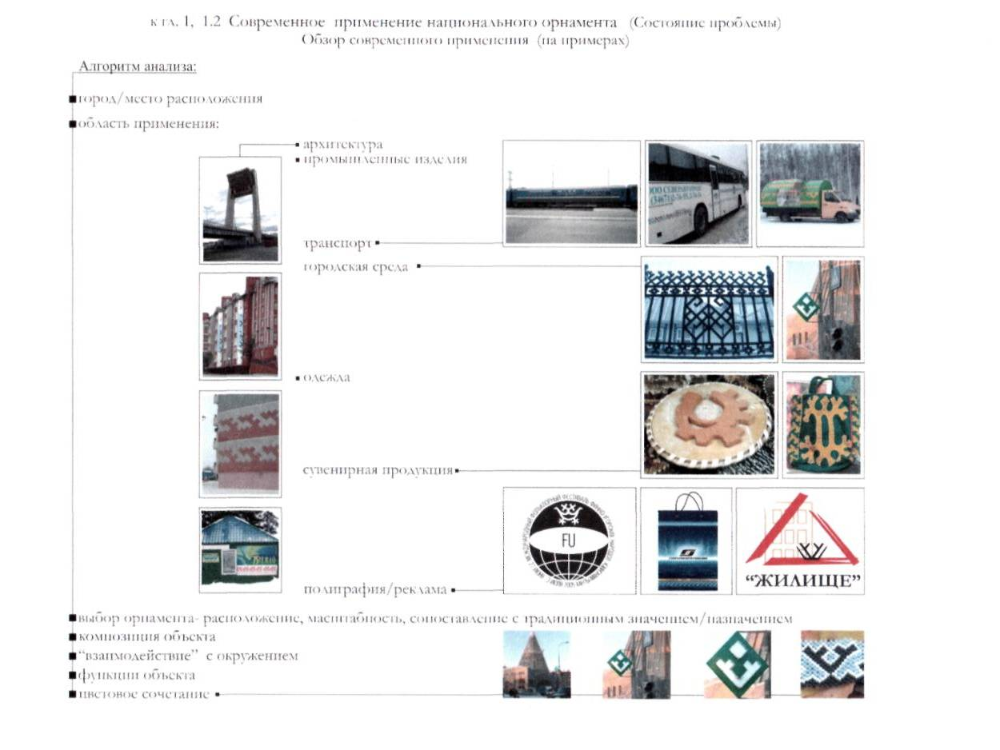 к гл. 1, 1.2 Современное применение национального орнамента (Состояние проблемы)
Обзор современного применения (на примерах)
Алгоритм анализа:
город/место расположения
область применения:
архитектура
промышленные изделия
транспорт
городская среда
одежда
сувенирная продукция
FU
"ЖИЛИЩЕ"
полиграфия/реклама
выбор орнамента- расположение, масштабность, сопоставление с традиционным значением/назначением
композиция объекта
"взаимодействие" с окружением
функции объекта
цветовое сочетание